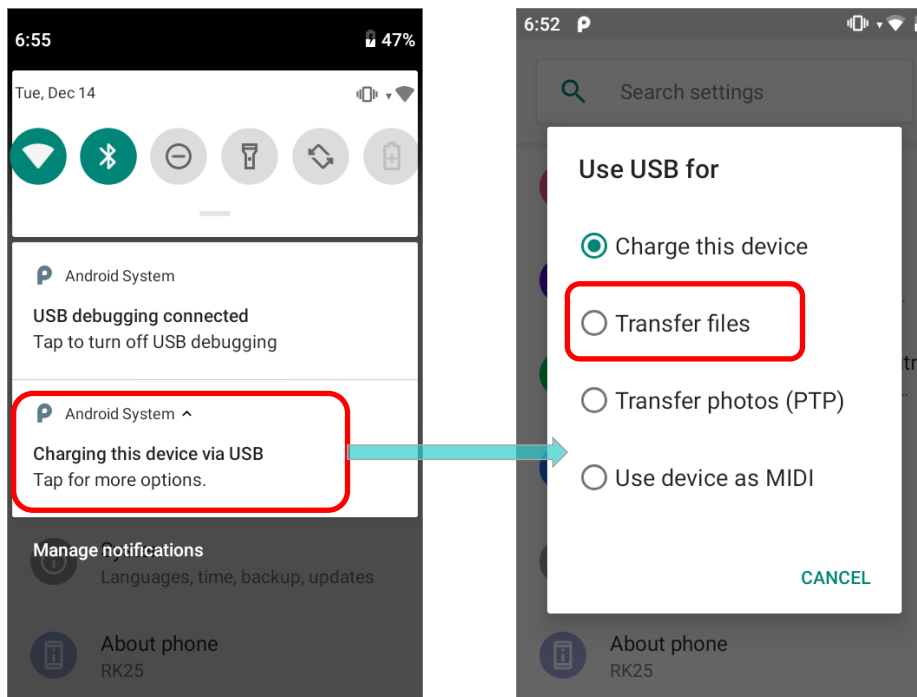 6:55
47%
Tue, Dec 14
Android System
USB debugging connected
Tap to turn off USB debugging
Android System
Charging this device via USB
Tap for more options.
Manage notifications
Languages, time, backup, updates
About phone
RK25
6:52
Search settings
Use USB for
Charge this device
Transfer files
Transfer photos (PTP)
Use device as MIDI
CANCEL
About phone
RK25